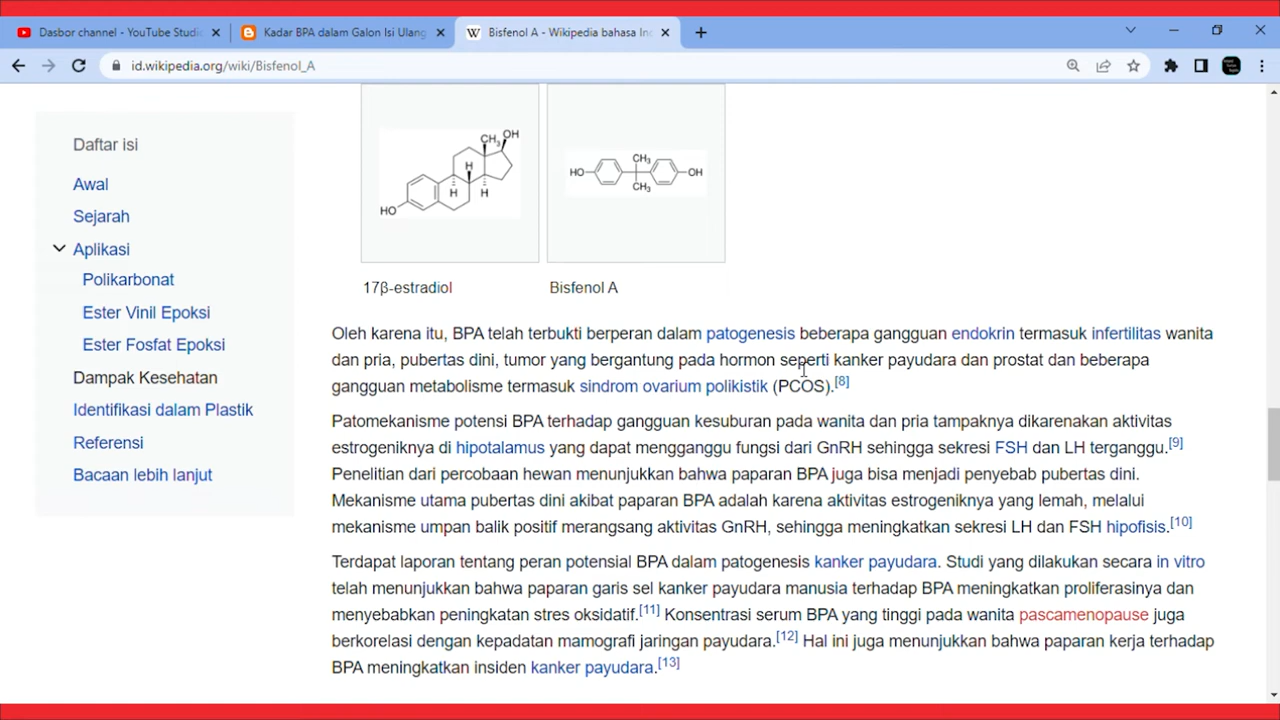 Dasbor channel - YouTube Studio
Kadar BPA dalam Galon Isi Ulang
Bisfenol A - Wikipedia bahasa In
id.wikipedia.org/wiki/Bisfenol_A
Daftar isi
Awal
Sejarah
Aplikasi
Polikarbonat
Ester Vinil Epoksi
Ester Fosfat Epoksi
Dampak Kesehatan
Identifikasi dalam Plastik
Referensi
Bacaan lebih lanjut
CH3 OH
H
H H
HO
CH3
HO OH
CH3
17β-estradiol
Bisfenol A
Oleh karena itu, BPA telah terbukti berperan dalam patogenesis beberapa gangguan endokrin termasuk infertilitas wanita
dan pria, pubertas dini, tumor yang bergantung pada hormon seperti kanker payudara dan prostat dan beberapa
gangguan metabolisme termasuk sindrom ovarium polikistik (PCOS).[8]
Patomekanisme potensi BPA terhadap gangguan kesuburan pada wanita dan pria tampaknya dikarenakan aktivitas
estrogeniknya di hipotalamus yang dapat mengganggu fungsi dari GnRH sehingga sekresi FSH dan LH terganggu.[9]
Penelitian dari percobaan hewan menunjukkan bahwa paparan BPA juga bisa menjadi penyebab pubertas dini.
Mekanisme utama pubertas dini akibat paparan BPA adalah karena aktivitas estrogeniknya yang lemah, melalui
mekanisme umpan balik positif merangsang aktivitas GnRH, sehingga meningkatkan sekresi LH dan FSH hipofisis.[10]
Terdapat laporan tentang peran potensial BPA dalam patogenesis kanker payudara. Studi yang dilakukan secara in vitro
telah menunjukkan bahwa paparan garis sel kanker payudara manusia terhadap BPA meningkatkan proliferasinya dan
menyebabkan peningkatan stres oksidatif.[11] Konsentrasi serum BPA yang tinggi pada wanita pascamenopause juga
berkorelasi dengan kepadatan mamografi jaringan payudara.[12] Hal ini juga menunjukkan bahwa paparan kerja terhadap
BPA meningkatkan insiden kanker payudara.[13]